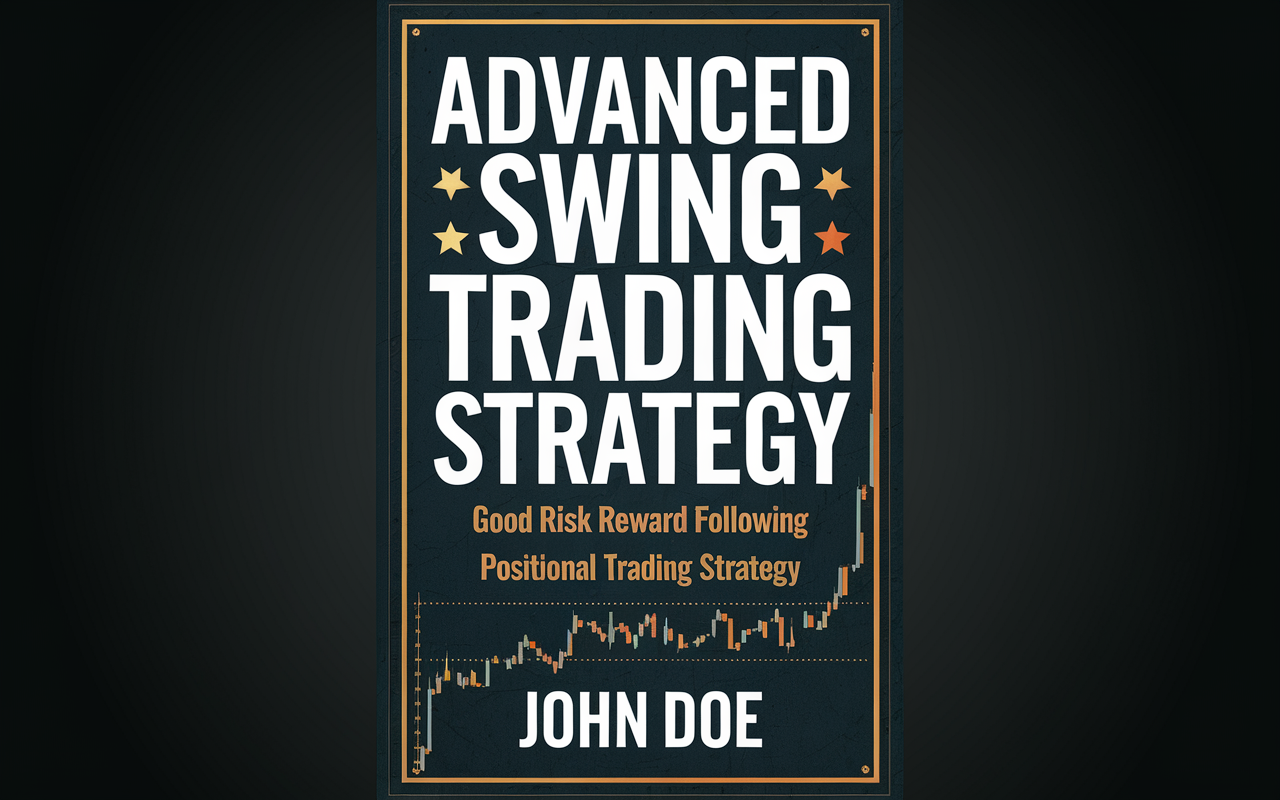 ADVANCED
SWING
TRADING
STRATEGY
Good Risk Reward Following
Positional Trading Strategy
JOHN DOE